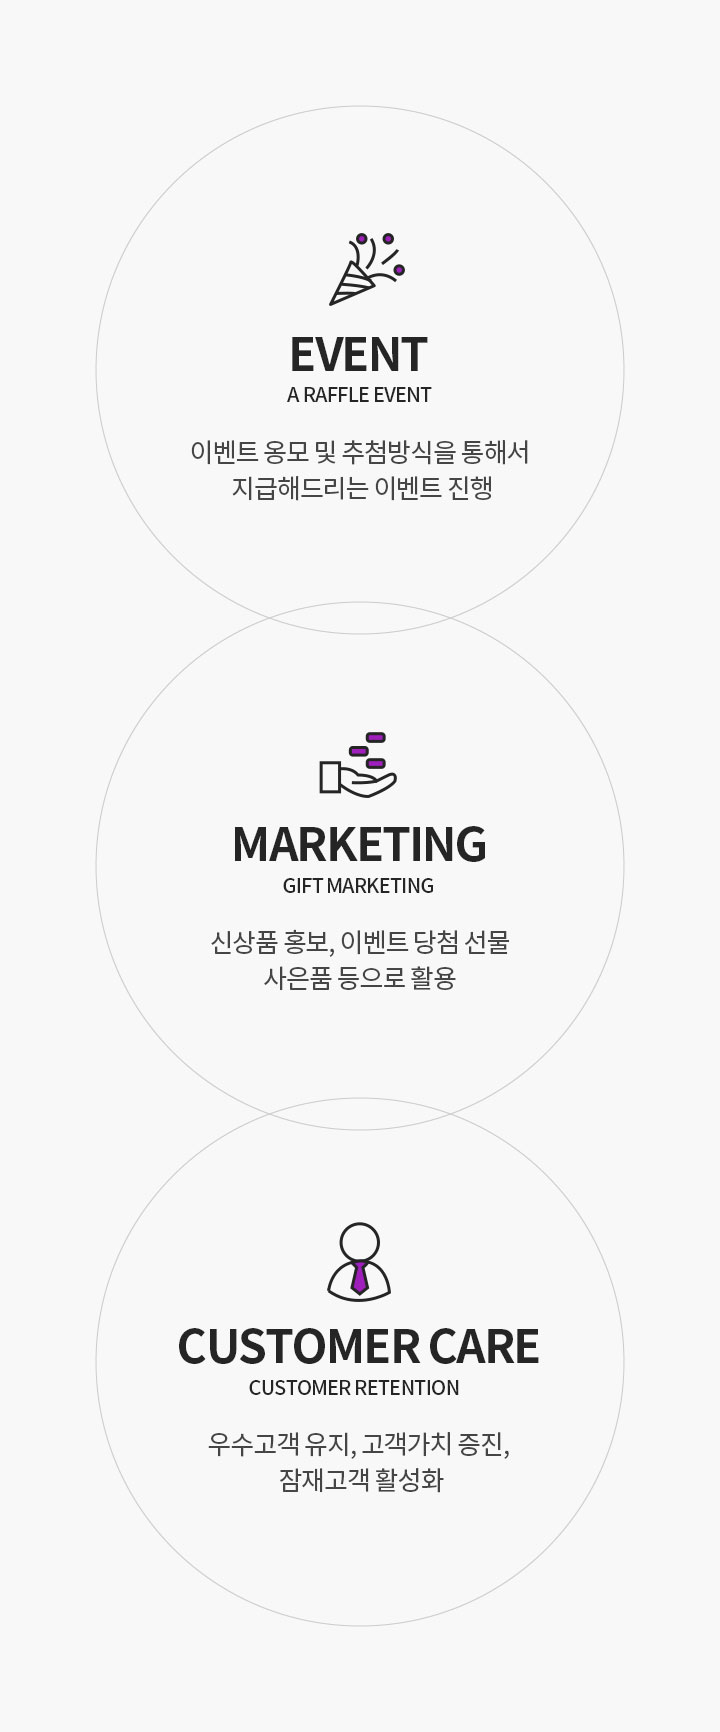 EVENT
A RAFFLE EVENT
이벤트 옹모 및 추첨방식을 통해서
지급해드리는 이벤트 진행
MARKETING
GIFT MARKETING
신상품 홍보, 이벤트 당첨 선물
사은품 등으로 활용
CUSTOMER CARE
CUSTOMER RETENTION
우수고객 유지, 고객가치 증진,
잠재고객 활성화